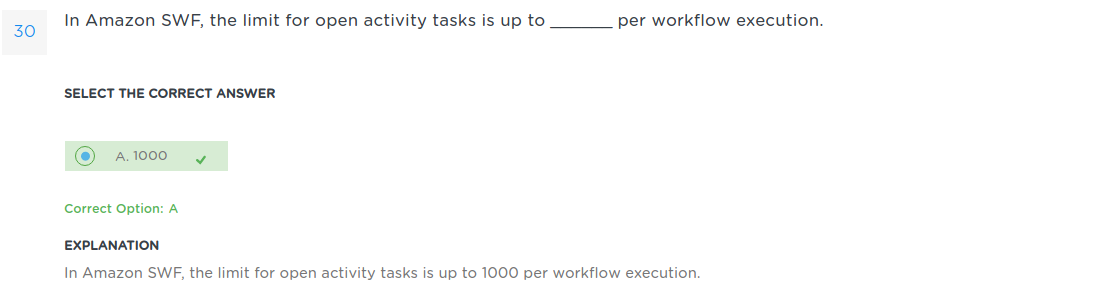 30
In Amazon SWF, the limit for open activity tasks is up to ______ per workflow execution.
SELECT THE CORRECT ANSWER
A. 1000
Correct Option: A
EXPLANATION
In Amazon SWF, the limit for open activity tasks is up to 1000 per workflow execution.